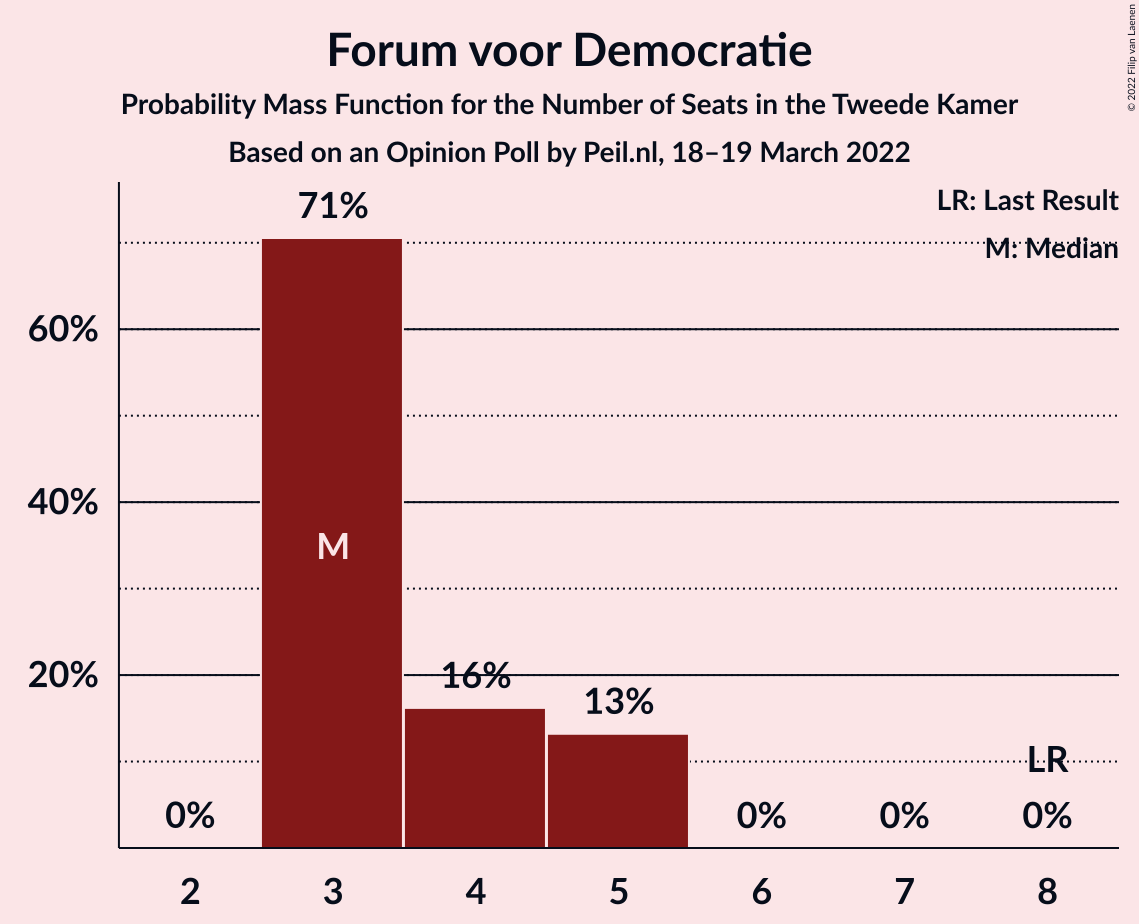 © 2022 Filip van Laenen
Forum voor Democratie
Probability Mass Function for the Number of Seats in the Tweede Kamer
Based on an Opinion Poll by Peil.nl, 18–19 March 2022
LR: Last Result
M: Median
71%
60%
40%
M
20%
16%
13%
LR
0%
0%
0%
0%
2
3
4
5
6
7
8